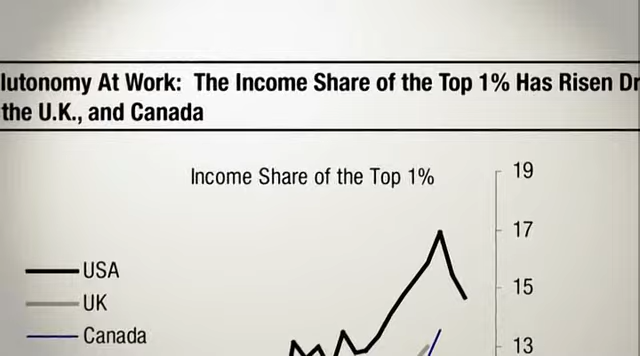 lutonomy At Work: The Income Share of the Top 1% Has Risen Dr
the U.K., and Canada
Income Share of the Top 1%
19
17
USA
15
UK
Canada
13